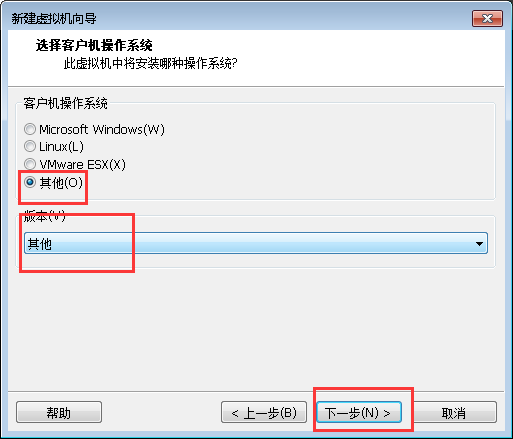 新建虚拟机向导
选择客户机操作系统
此虚拟机中将安装哪种操作系统?
客户机操作系统
Microsoft Windows(W)
Linux(L)
VMware ESX(X)
其他(O)
版本(V)
其他
帮助
< 上一步(B)
下一步(N) >
取消